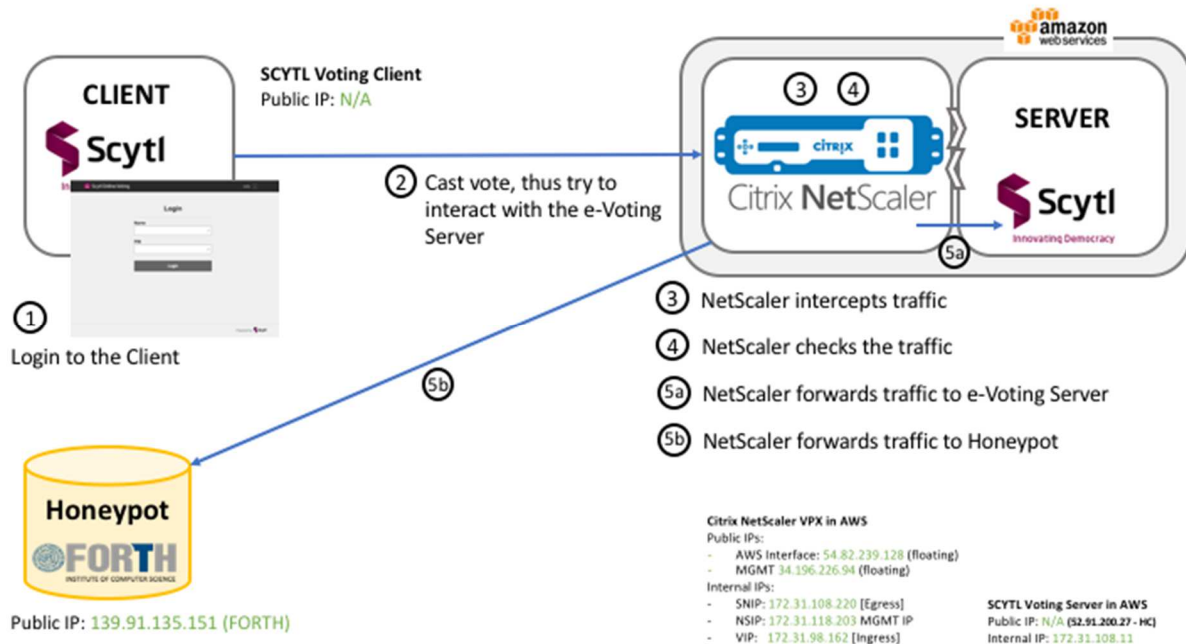 amazon
web services
CLIENT
Scytl
SCYTL Voting Client
Public IP: N/A
3 4
CITRIX
Citrix NetScaler
SERVER
Scytl
Innovating Democracy
5a
2 Cast vote, thus try to
interact with the e-Voting
Server
Scytl Online Voting
Login
Name
PIN
Login
Scytl
1
Login to the Client
3 NetScaler intercepts traffic
4 NetScaler checks the traffic
5a NetScaler forwards traffic to e-Voting Server
5b NetScaler forwards traffic to Honeypot
5b
Honeypot
FORTH
INSTITUTE OF COMPUTER SCIENCE
Public IP: 139.91.135.151 (FORTH)
Citrix NetScaler VPX in AWS
Public IPs:
- AWS Interface: 54.82.239.128 (floating)
- MGMT 34.196.226.94 (floating)
Internal IPs:
- SNIP: 172.31.108.220 [Egress]
- NSIP: 172.31.118.203 MGMT IP
- VIP: 172.31.98.162 [Ingress]
SCYTL Voting Server in AWS
Public IP: N/A (52.91.200.27 - HC)
Internal IP: 172.31.108.11